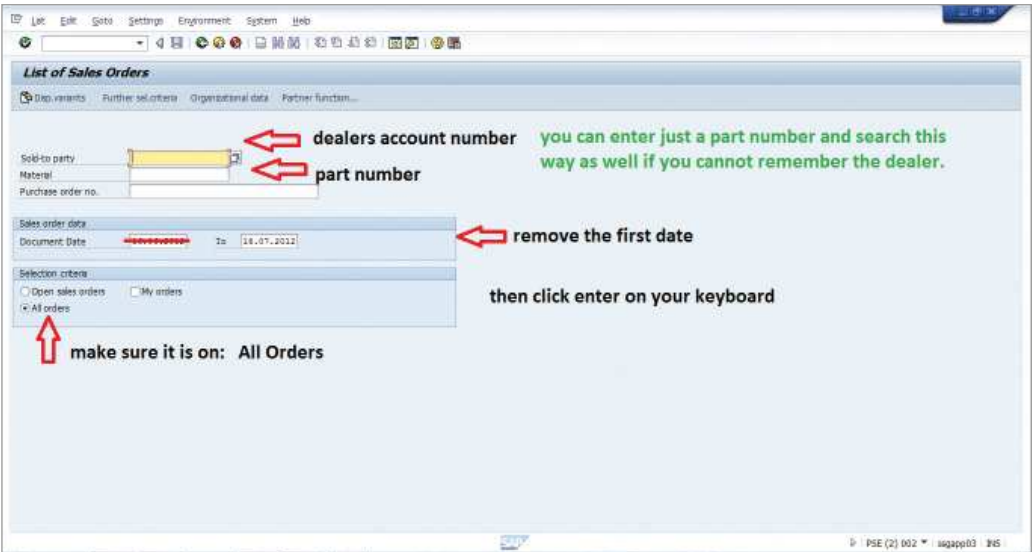 List Edit Goto Settings Environment System Help
List of Sales Orders
Disp.variants Further sel.criteria Organizational data Partner function...
dealers account number
you can enter just a part number and search this
way as well if you cannot remember the dealer.
Sold-to party
Material
part number
Purchase order no.
Sales order data
Document Date To 18.07.2012
remove the first date
Selection criteria
Open sales orders My orders
All orders
then click enter on your keyboard
make sure it is on: All Orders
SAP
PSE (2) 002 ssgapp03 INS